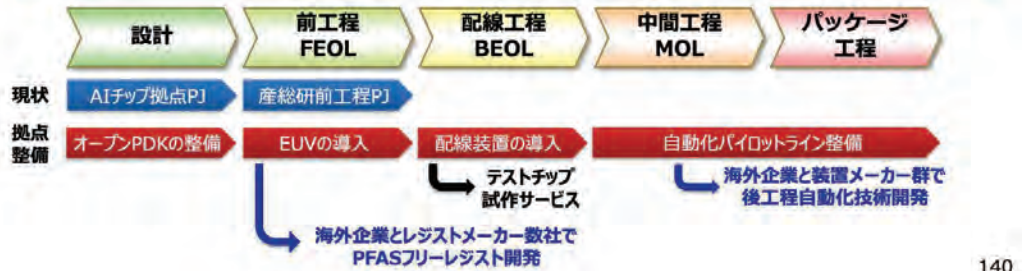 設計
前工程
FEOL
配線工程
BEOL
中間工程
MOL
パッケージ
工程
現状
AIチップ拠点PJ
産総研前工程PJ
拠点
整備
オープンPDKの整備
EUVの導入
配線装置の導入
自動化パイロットライン整備
テストチップ
試作サービス
海外企業と装置メーカー群で
後工程自動化技術開発
海外企業とレジストメーカー数社で
PFASフリーレジスト開発
140